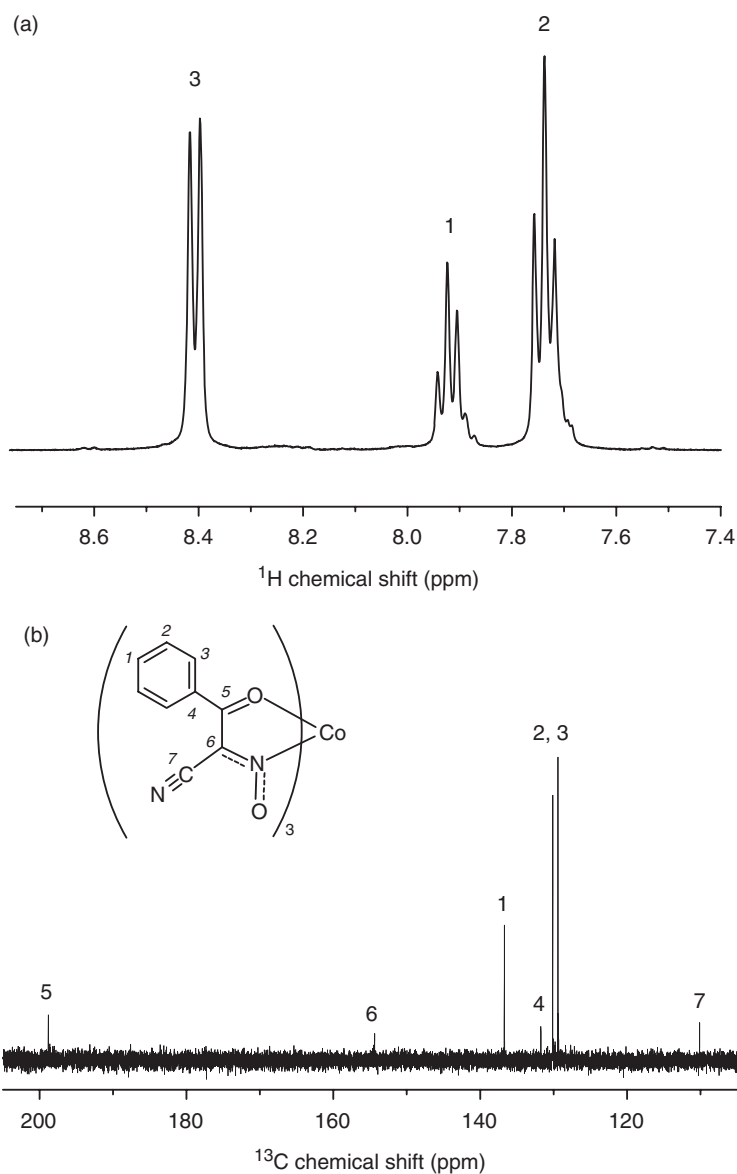 (a)
2
3
1
8.6 8.4 8.2 8.0 7.8 7.6 7.4
¹H chemical shift (ppm)
(b)
2
1 3
5 O
4 Co
6
7 N
C
N O
3
2, 3
1
5 6 4 7
200 180 160 140 120
¹³C chemical shift (ppm)